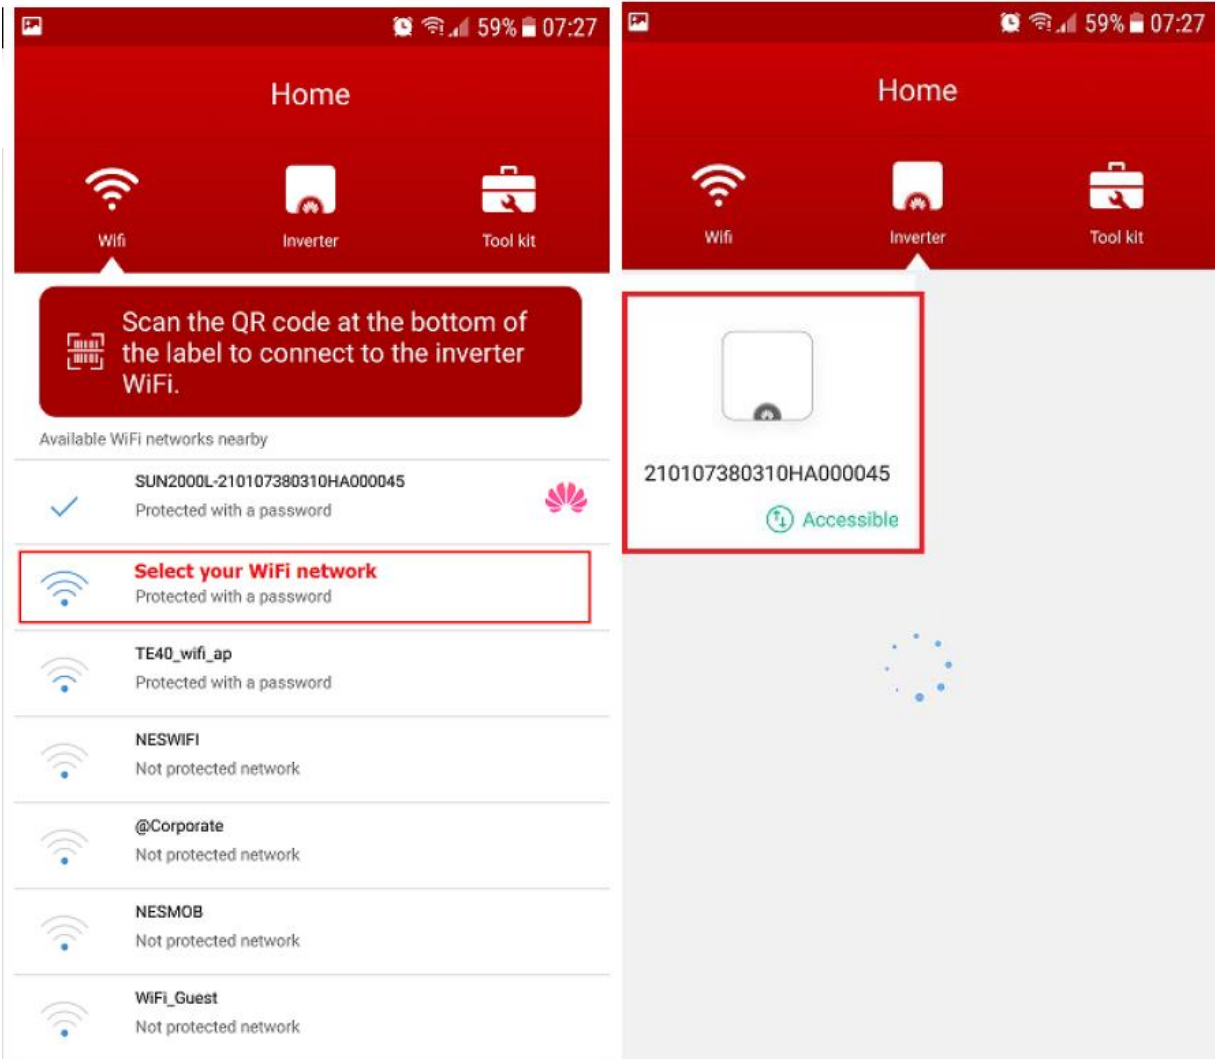 59% 07:27
Home
Wifi
Inverter
Tool kit
Scan the QR code at the bottom of
the label to connect to the inverter
WiFi.
Available WiFi networks nearby
SUN2000L-210107380310HA000045
Protected with a password
Select your WiFi network
Protected with a password
TE40_wifi_ap
Protected with a password
NESWIFI
Not protected network
@Corporate
Not protected network
NESMOB
Not protected network
WiFi_Guest
Not protected network
59% 07:27
Home
Wifi
Inverter
Tool kit
210107380310HA000045
Accessible